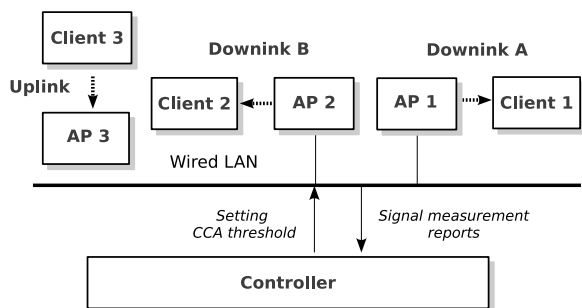 Client 3
Downink B
Downink A
Uplink
Client 2
AP 2
AP 1
Client 1
AP 3
Wired LAN
Setting
CCA threshold
Signal measurement
reports
Controller